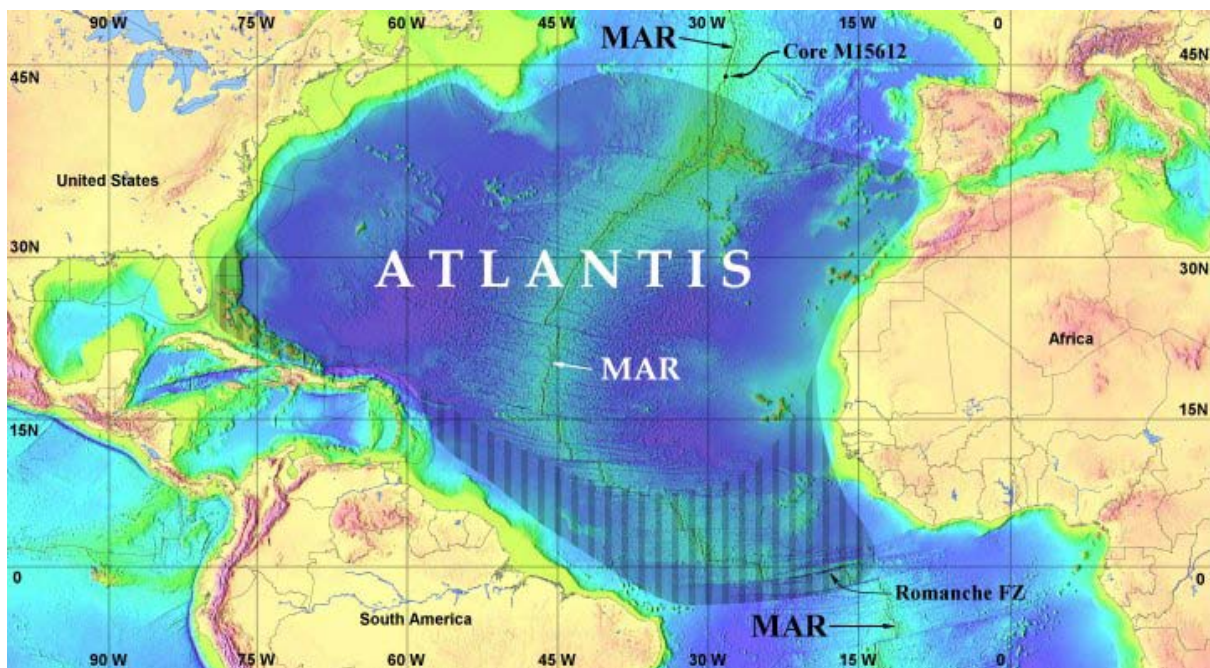 90 W 75 W 60 W 45 W 30 W 15 W 0
MAR
Core M15612
45N 45N
United States
30N 30N
ATLANTIS
Africa
MAR
15N 15N
0 0
Romanche FZ
South America
MAR
90 W 75 W 60 W 45 W 30 W 15 W 0